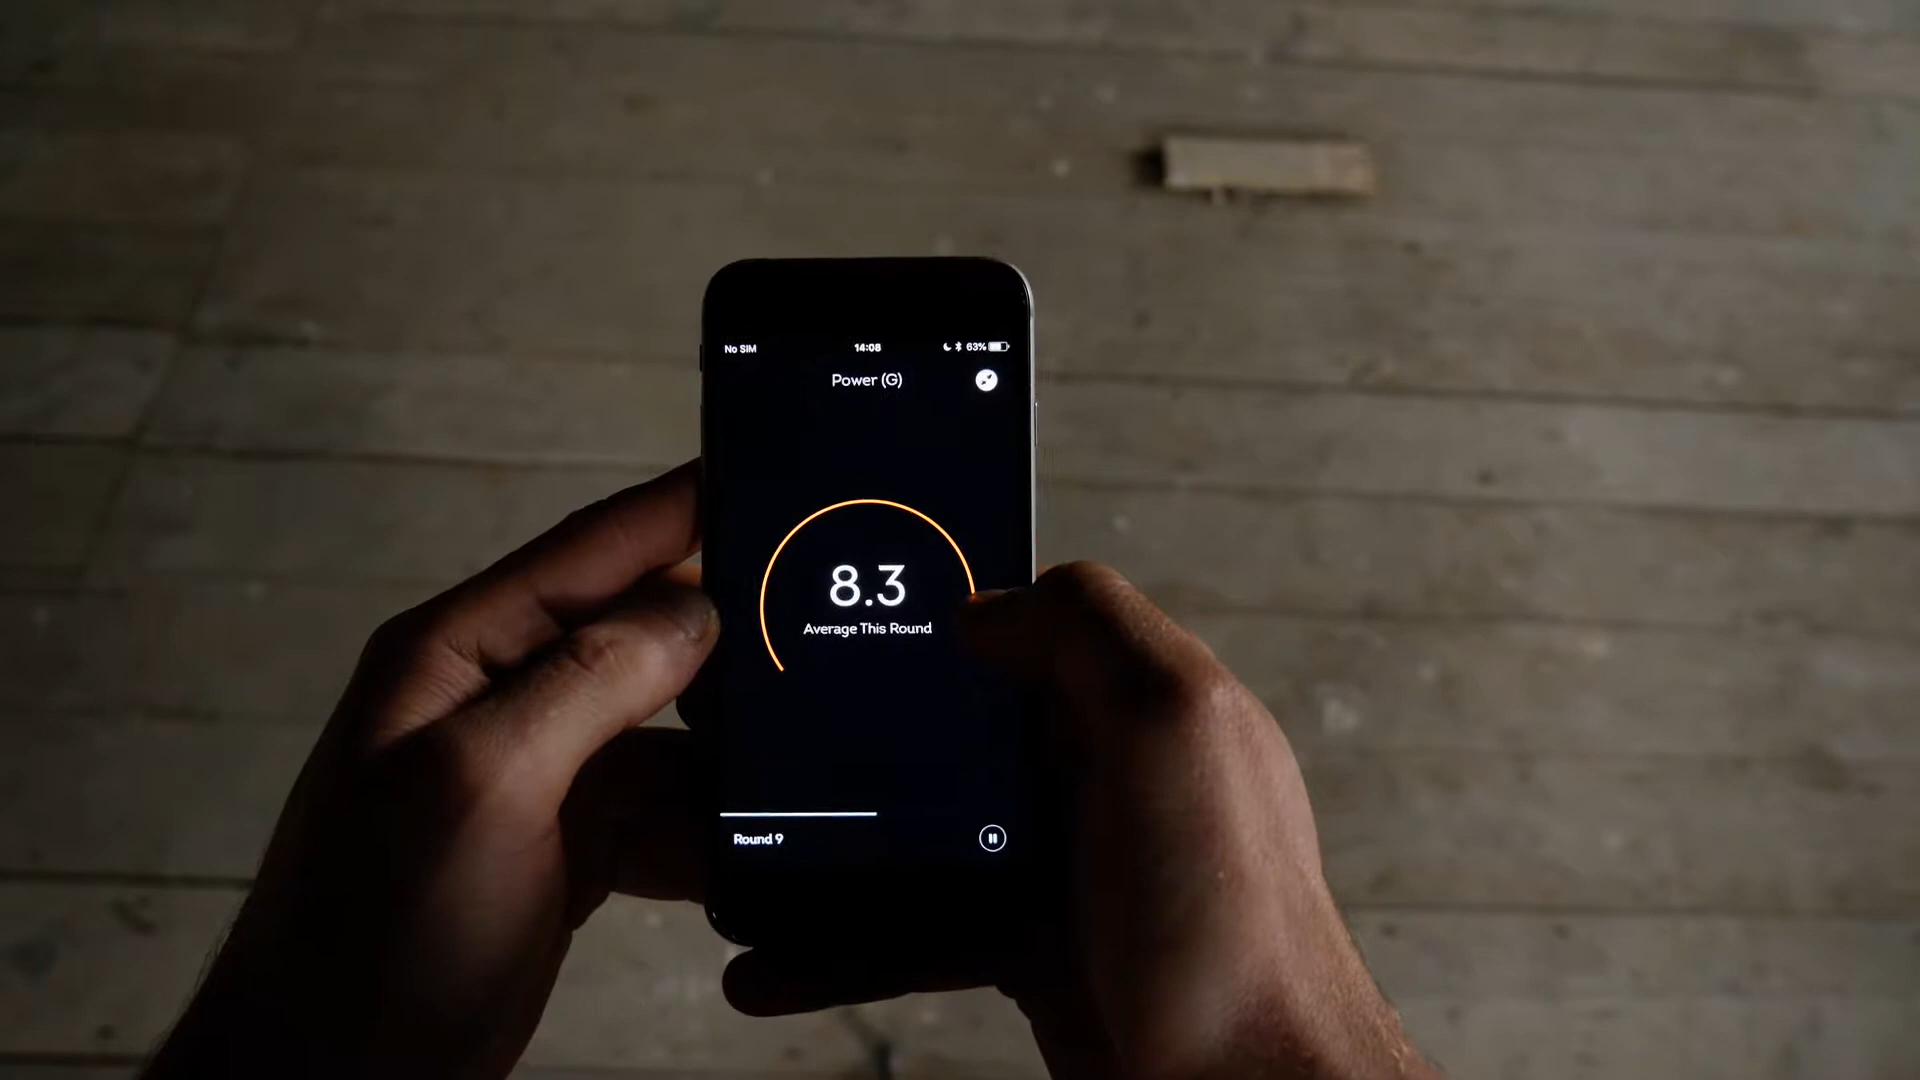 No SIM 14:08 63%
Power (G)
8.3
Average This Round
Round 9